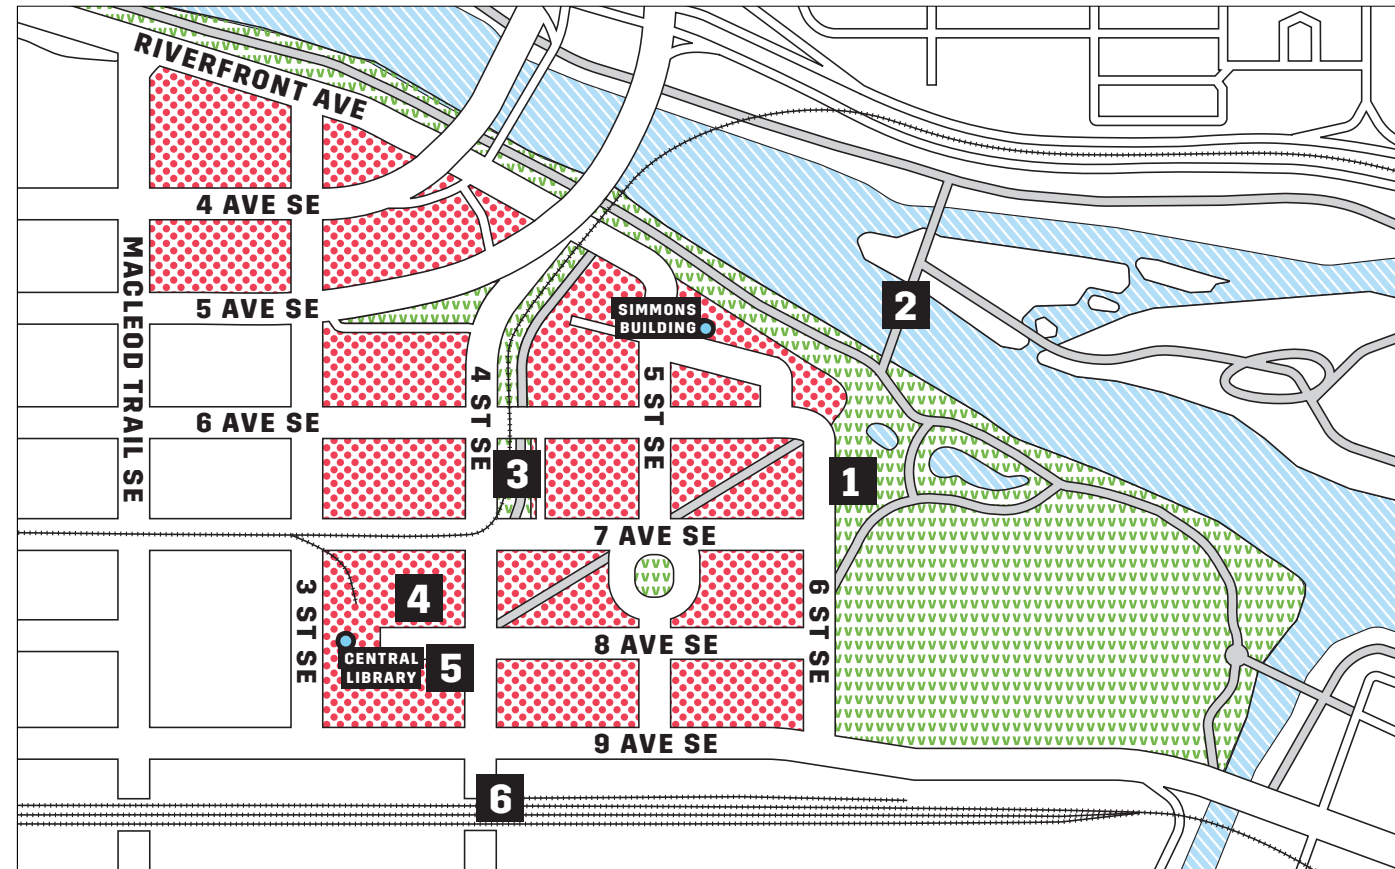 RIVERFRONT AVE
4 AVE SE
MACLEOD TRAIL SE
5 AVE SE
SIMMONS
BUILDING
2
4 ST SE
5 ST SE
6 AVE SE
3
1
7 AVE SE
3 ST SE
4
6 ST SE
8 AVE SE
CENTRAL
LIBRARY
5
9 AVE SE
6